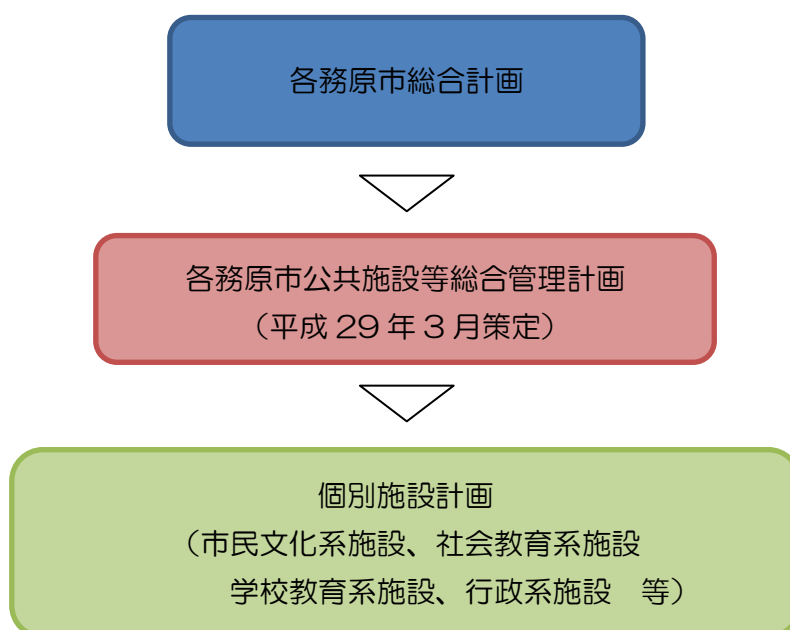 各務原市総合計画
各務原市公共施設等総合管理計画
（平成 29 年 3 月策定）
個別施設計画
（市民文化系施設、社会教育系施設
学校教育系施設、行政系施設　等）